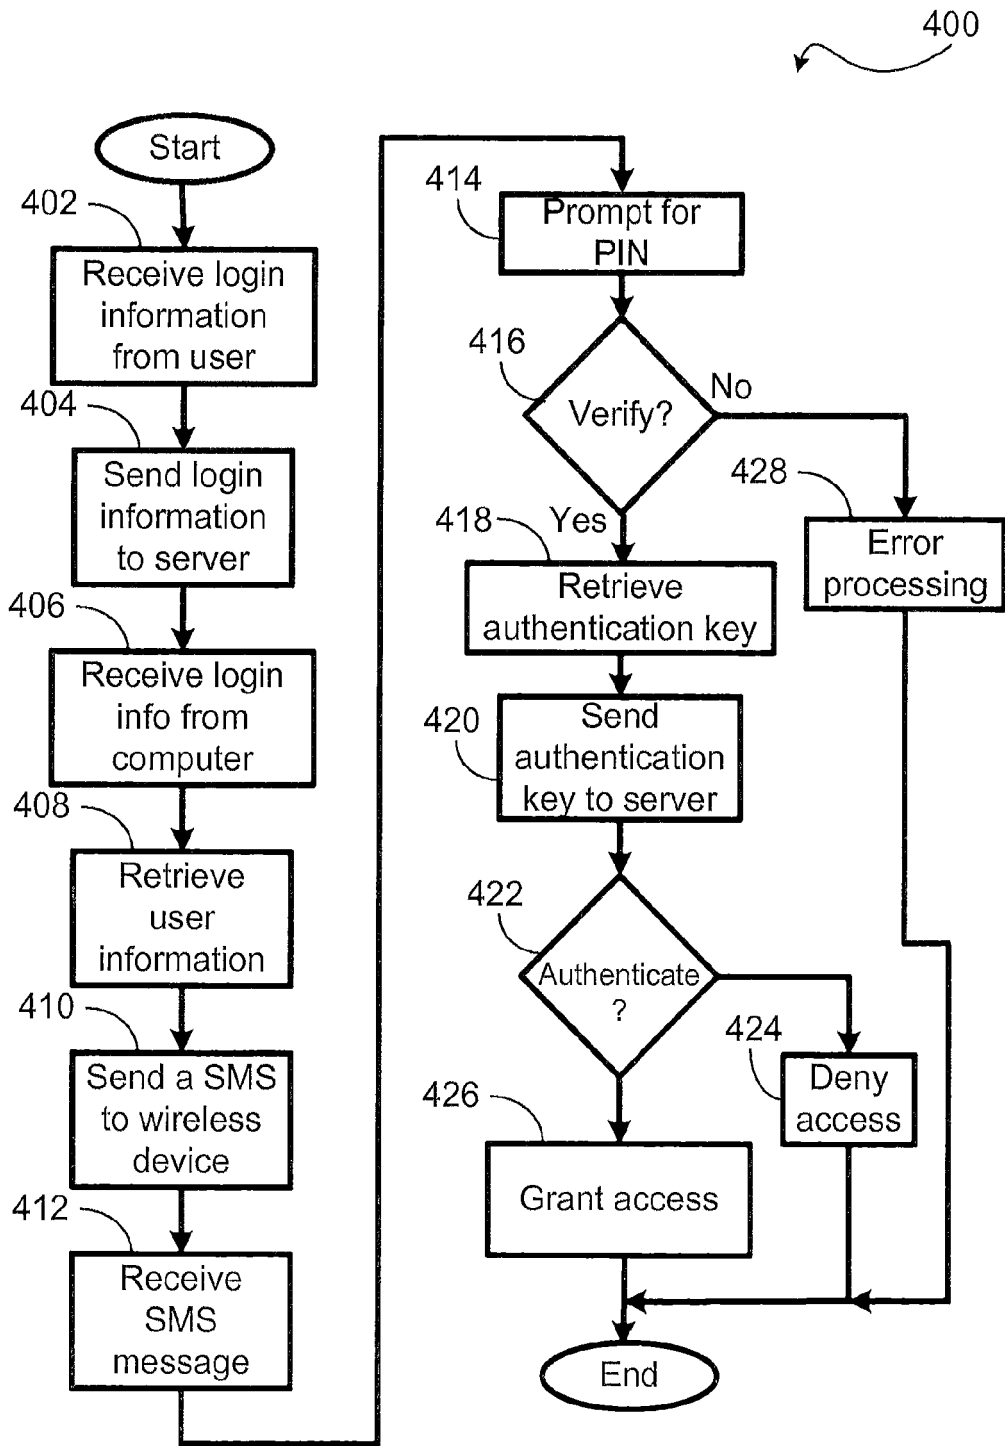 400
Start
402
Receive login
information
from user
404
Send login
information
to server
406
Receive login
info from
computer
408
Retrieve
user
information
410
Send a SMS
to wireless
device
412
Receive
SMS
message
414
Prompt for
PIN
416
Verify?
No
Yes
428
Error
processing
418
Retrieve
authentication key
420
Send
authentication
key to server
422
Authenticate
?
424
Deny
access
426
Grant access
End